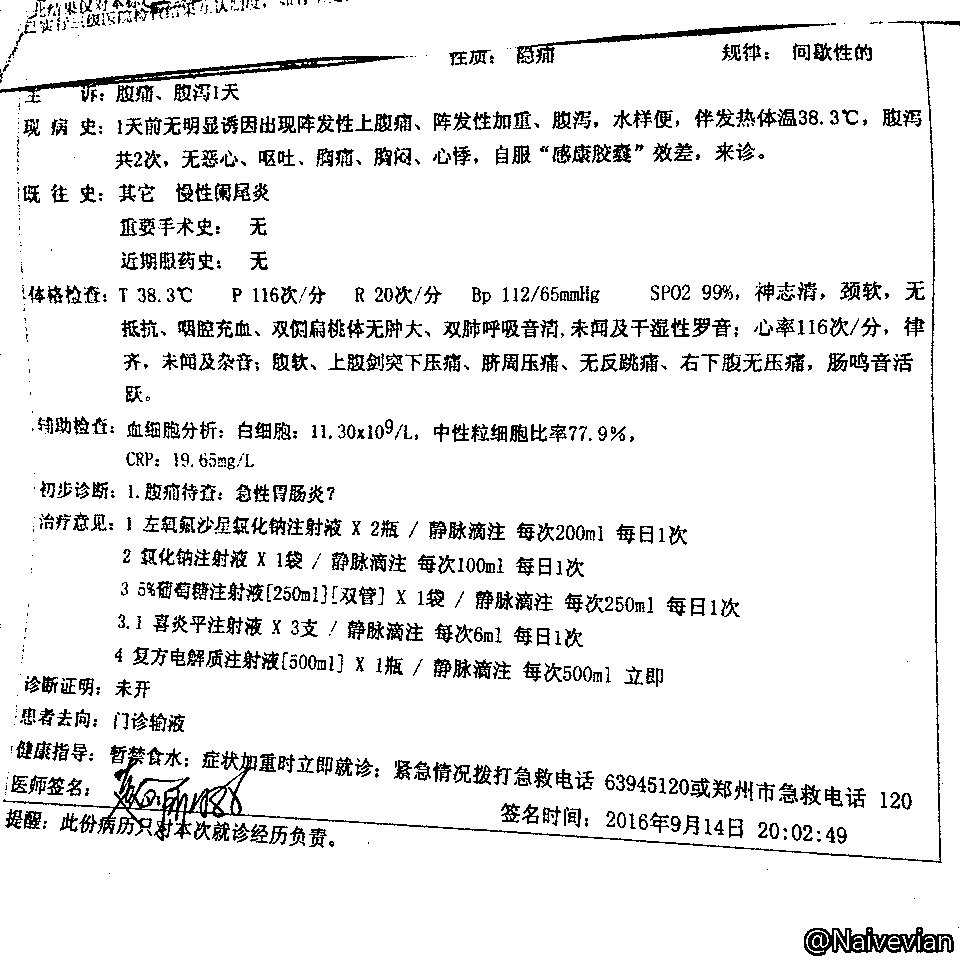 性质：隐痛 规律：间歇性的
主诉：腹痛、腹泻1天
现病史：1天前无明显诱因出现阵发性上腹痛、阵发性加重、腹泻，水样便，伴发热体温38.3℃，腹泻
共2次，无恶心、呕吐、胸痛、胸闷、心悸，自服“感康胶囊”效差，来诊。
既往史：其它 慢性阑尾炎
重要手术史： 无
近期服药史： 无
体格检查：T 38.3℃ P 116次/分 R 20次/分 Bp 112/65mmHg SPO2 99%，神志清，颈软，无
抵抗、咽腔充血、双侧扁桃体无肿大、双肺呼吸音清,未闻及干湿性罗音；心率116次/分，律
齐，未闻及杂音；腹软、上腹剑突下压痛、脐周压痛、无反跳痛、右下腹无压痛，肠鸣音活
跃。
辅助检查：血细胞分析：白细胞：11.30x10⁹/L，中性粒细胞比率77.9%，
CRP：19.65mg/L
初步诊断：1.腹痛待查：急性胃肠炎？
治疗意见：1 左氧氟沙星氯化钠注射液 X 2瓶 / 静脉滴注 每次200ml 每日1次
2 氯化钠注射液 X 1袋 / 静脉滴注 每次100ml 每日1次
3 5%葡萄糖注射液[250ml][双管] X 1袋 / 静脉滴注 每次250ml 每日1次
3.1 喜炎平注射液 X 3支 / 静脉滴注 每次6ml 每日1次
4 复方电解质注射液[500ml] X 1瓶 / 静脉滴注 每次500ml 立即
诊断证明：未开
患者去向：门诊输液
健康指导：暂禁食水；症状加重时立即就诊；紧急情况拨打急救电话 63945120或郑州市急救电话 120
医师签名：
签名时间：2016年9月14日 20:02:49
提醒：此份病历只对本次就诊经历负责。
@Naivevian